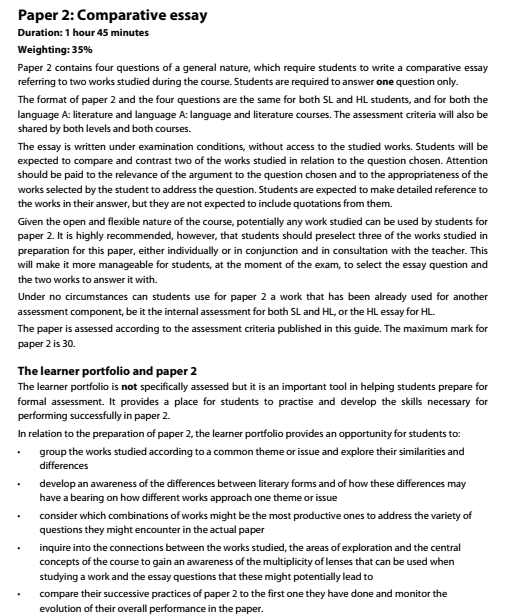 Paper 2: Comparative essay
Duration: 1 hour 45 minutes
Weighting: 35%
Paper 2 contains four questions of a general nature, which require students to write a comparative essay
referring to two works studied during the course. Students are required to answer one question only.
The format of paper 2 and the four questions are the same for both SL and HL students, and for both the
language A: literature and language A: language and literature courses. The assessment criteria will also be
shared by both levels and both courses.
The essay is written under examination conditions, without access to the studied works. Students will be
expected to compare and contrast two of the works studied in relation to the question chosen. Attention
should be paid to the relevance of the argument to the question chosen and to the appropriateness of the
works selected by the student to address the question. Students are expected to make detailed reference to
the works in their answer, but they are not expected to include quotations from them.
Given the open and flexible nature of the course, potentially any work studied can be used by students for
paper 2. It is highly recommended, however, that students should preselect three of the works studied in
preparation for this paper, either individually or in conjunction and in consultation with the teacher. This
will make it more manageable for students, at the moment of the exam, to select the essay question and
the two works to answer it with.
Under no circumstances can students use for paper 2 a work that has been already used for another
assessment component, be it the internal assessment for both SL and HL, or the HL essay for HL.
The paper is assessed according to the assessment criteria published in this guide. The maximum mark for
paper 2 is 30.
The learner portfolio and paper 2
The learner portfolio is not specifically assessed but it is an important tool in helping students prepare for
formal assessment. It provides a place for students to practise and develop the skills necessary for
performing successfully in paper 2.
In relation to the preparation of paper 2, the learner portfolio provides an opportunity for students to:
• group the works studied according to a common theme or issue and explore their similarities and
differences
• develop an awareness of the differences between literary forms and of how these differences may
have a bearing on how different works approach one theme or issue
• consider which combinations of works might be the most productive ones to address the variety of
questions they might encounter in the actual paper
• inquire into the connections between the works studied, the areas of exploration and the central
concepts of the course to gain an awareness of the multiplicity of lenses that can be used when
studying a work and the essay questions that these might potentially lead to
• compare their successive practices of paper 2 to the first one they have done and monitor the
evolution of their overall performance in the paper.